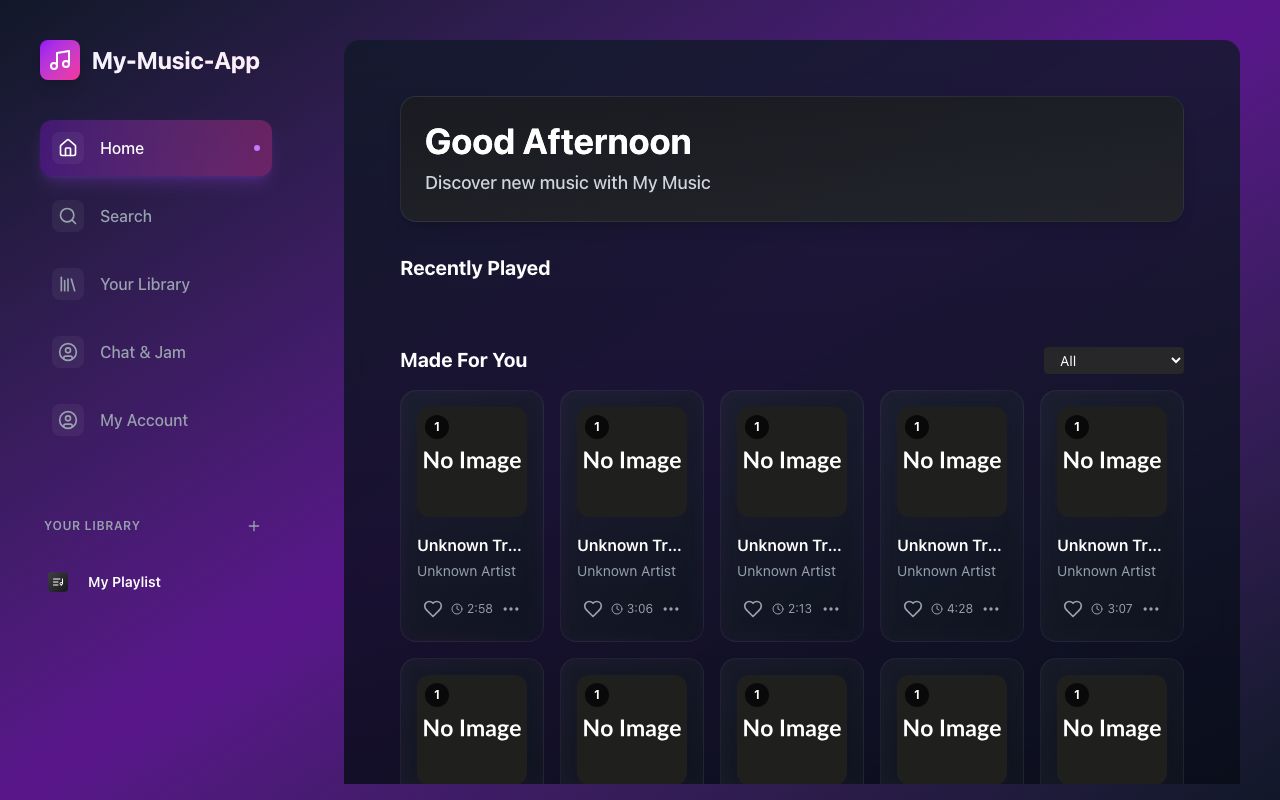 My-Music-App
Home
Search
Your Library
Chat & Jam
My Account
YOUR LIBRARY
My Playlist
Good Afternoon
Discover new music with My Music
Recently Played
Made For You
All
1 1 1 1 1
No Image No Image No Image No Image No Image
Unknown Tr... Unknown Tr... Unknown Tr... Unknown Tr... Unknown Tr...
Unknown Artist Unknown Artist Unknown Artist Unknown Artist Unknown Artist
2:58 3:06 2:13 4:28 3:07
1 1 1 1 1
No Image No Image No Image No Image No Image